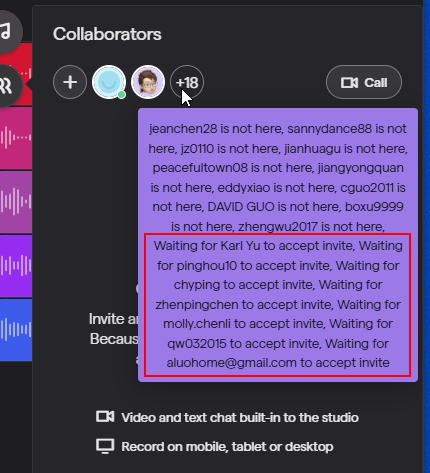 Collaborators
+18
Call
jeanchen28 is not here, sannydance88 is not
here, jz0110 is not here, jianhuagu is not here,
peacefultown08 is not here, jiangyongquan
is not here, eddyxiao is not here, cguo2011 is
not here, DAVID GUO is not here, boxu9999
is not here, zhengwu2017 is not here,
Waiting for Karl Yu to accept invite, Waiting
for pinghou10 to accept invite, Waiting for
chyping to accept invite, Waiting for
zhenpingchen to accept invite, Waiting for
molly.chenli to accept invite, Waiting for
qw032015 to accept invite, Waiting for
aluohome@gmail.com to accept invite
Invite
Becaus
Video and text chat built-in to the studio
Record on mobile, tablet or desktop